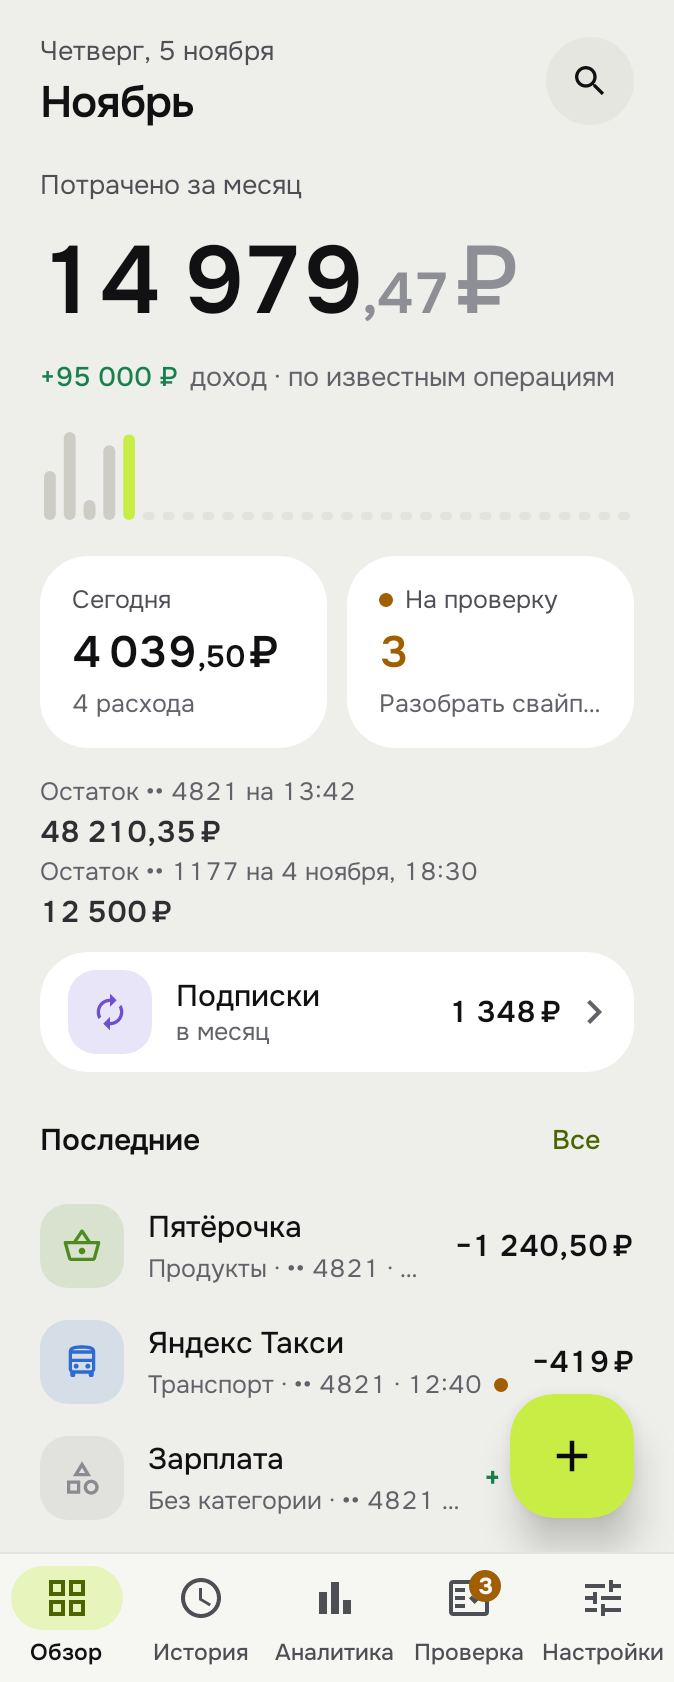 Четверг, 5 ноября
Ноябрь
Потрачено за месяц
14 979,47 ₽
+95 000 ₽ доход · по известным операциям
Сегодня
4 039,50 ₽
4 расхода
На проверку
3
Разобрать свайп...
Остаток •• 4821 на 13:42
48 210,35 ₽
Остаток •• 1177 на 4 ноября, 18:30
12 500 ₽
Подписки
в месяц
1 348 ₽
Последние
Все
Пятёрочка
−1 240,50 ₽
Продукты · •• 4821 · ...
Яндекс Такси
−419 ₽
Транспорт · •• 4821 · 12:40
Зарплата
+
Без категории · •• 4821 ...
3
Обзор
История
Аналитика
Проверка
Настройки